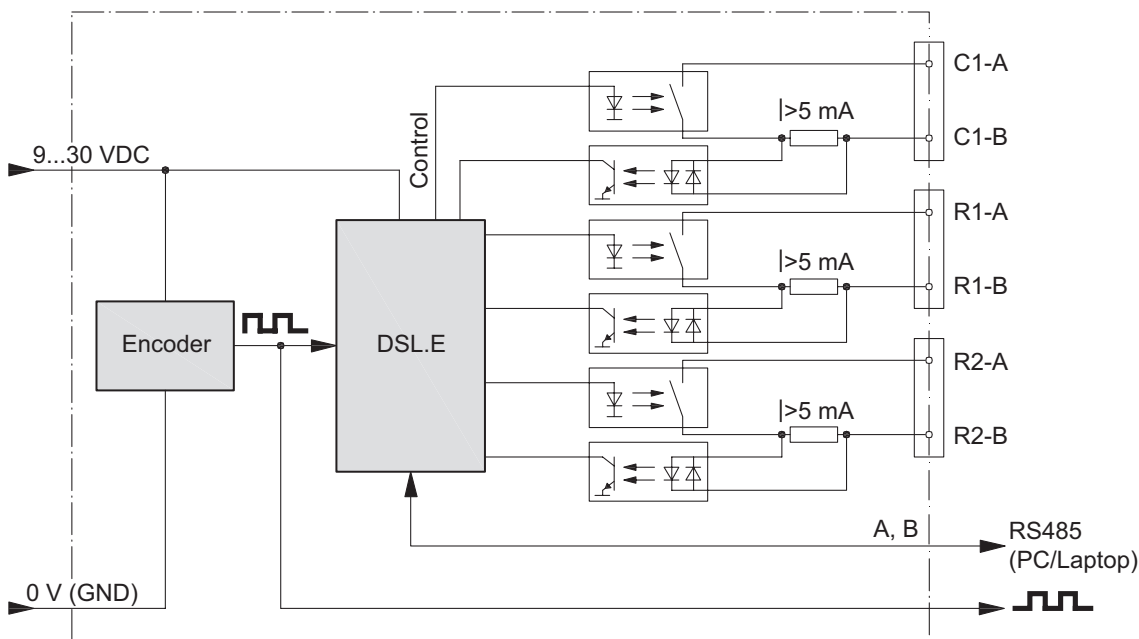 C1-A
I>5 mA
Control
C1-B
9...30 VDC
R1-A
I>5 mA
R1-B
Encoder
DSL.E
R2-A
I>5 mA
R2-B
A, B
RS485
(PC/Laptop)
0 V (GND)